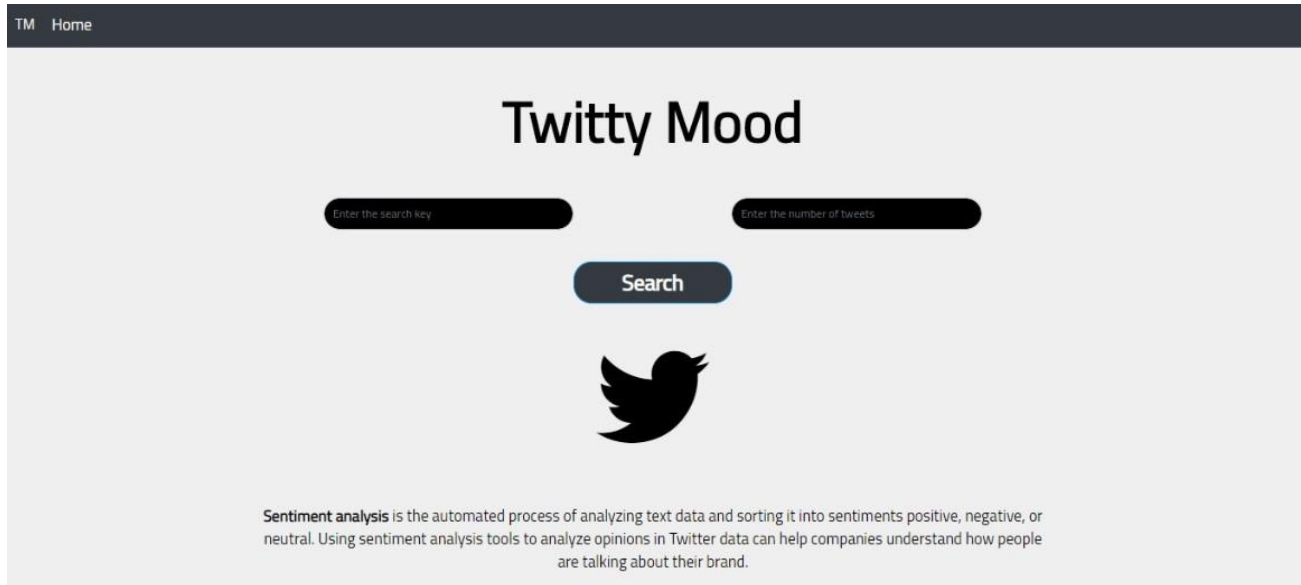 TM Home
Twitty Mood
Enter the search key
Enter the number of tweets
Search
Sentiment analysis is the automated process of analyzing text data and sorting it into sentiments positive, negative, or
neutral. Using sentiment analysis tools to analyze opinions in Twitter data can help companies understand how people
are talking about their brand.